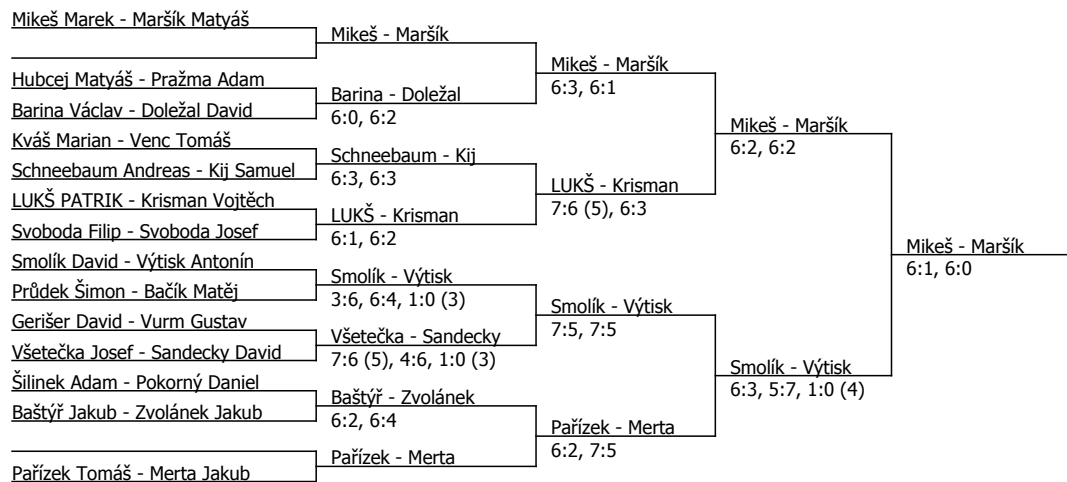 Mikeš Marek - Maršík Matyáš
Hubcej Matyáš - Pražma Adam
Barina Václav - Doležal David
Kváš Marian - Venc Tomáš
Schneebaum Andreas - Kij Samuel
LUKŠ PATRIK - Krisman Vojtěch
Svoboda Filip - Svoboda Josef
Smolík David - Výtisk Antonín
Průdek Šimon - Bačík Matěj
Gerišer David - Vurm Gustav
Všetečka Josef - Sandecky David
Šilinek Adam - Pokorný Daniel
Baštýř Jakub - Zvolánek Jakub
Pařízek Tomáš - Merta Jakub
Mikeš - Maršík
Barina - Doležal
6:0, 6:2
Schneebaum - Kij
6:3, 6:3
LUKŠ - Krisman
6:1, 6:2
Smolík - Výtisk
3:6, 6:4, 1:0 (3)
Všetečka - Sandecky
7:6 (5), 4:6, 1:0 (3)
Baštýř - Zvolánek
6:2, 6:4
Pařízek - Merta
Mikeš - Maršík
6:3, 6:1
LUKŠ - Krisman
7:6 (5), 6:3
Smolík - Výtisk
7:5, 7:5
Pařízek - Merta
6:2, 7:5
Mikeš - Maršík
6:2, 6:2
Smolík - Výtisk
6:3, 5:7, 1:0 (4)
Mikeš - Maršík
6:1, 6:0